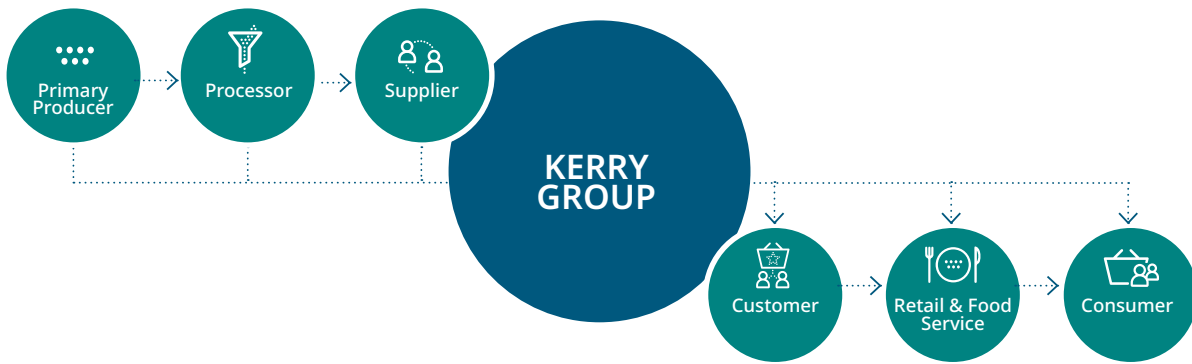 Primary
Producer
Processor
Supplier
KERRY
GROUP
Customer
Retail & Food
Service
Consumer